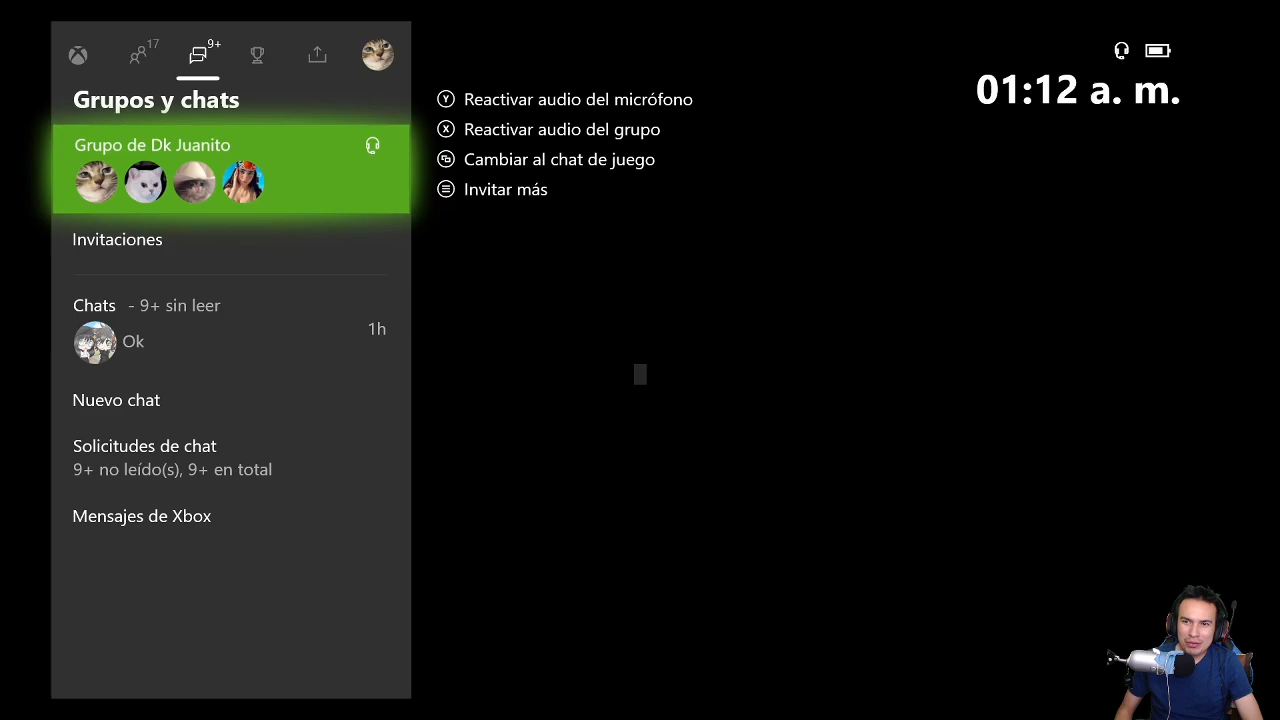 17
9+
Grupos y chats
Grupo de Dk Juanito
Invitaciones
Chats - 9+ sin leer
Ok
1h
Nuevo chat
Solicitudes de chat
9+ no leído(s), 9+ en total
Mensajes de Xbox
Y Reactivar audio del micrófono
X Reactivar audio del grupo
Cambiar al chat de juego
Invitar más
01:12 a. m.